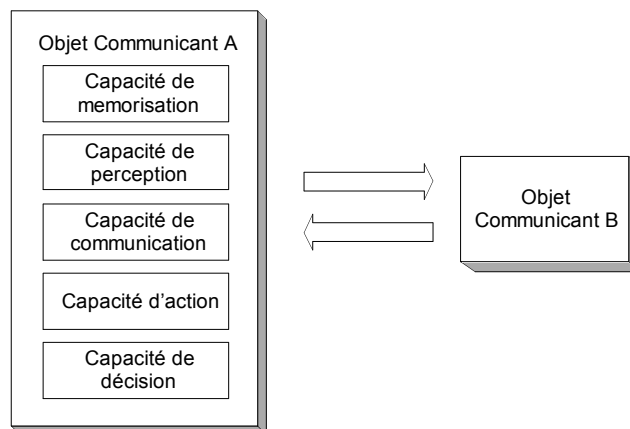 Objet Communicant A
Capacité de
memorisation
Capacité de
perception
Capacité de
communication
Capacité d'action
Capacité de
décision
Objet
Communicant B